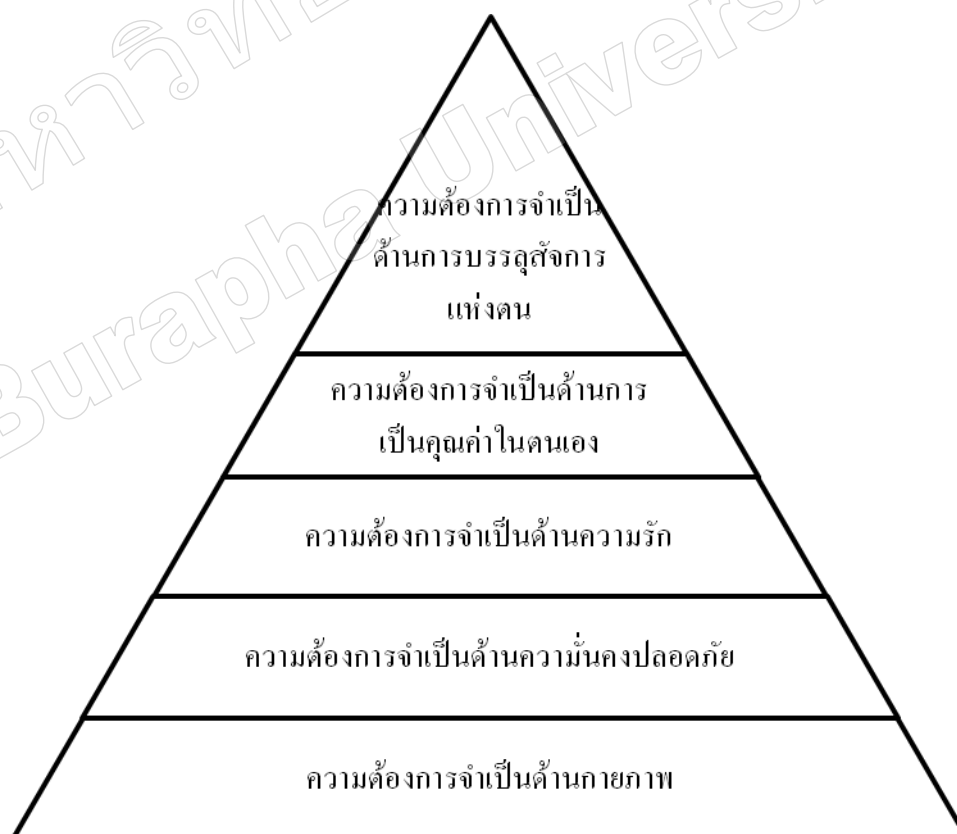 ความต้องการจำเป็น
ด้านการบรรลุสัจการ
แห่งตน
ความต้องการจำเป็นด้านการ
เป็นคุณค่าในตนเอง
ความต้องการจำเป็นด้านความรัก
ความต้องการจำเป็นด้านความั่นคงปลอดภัย
ความต้องการจำเป็นด้านกายภาพ
Burapha Univers